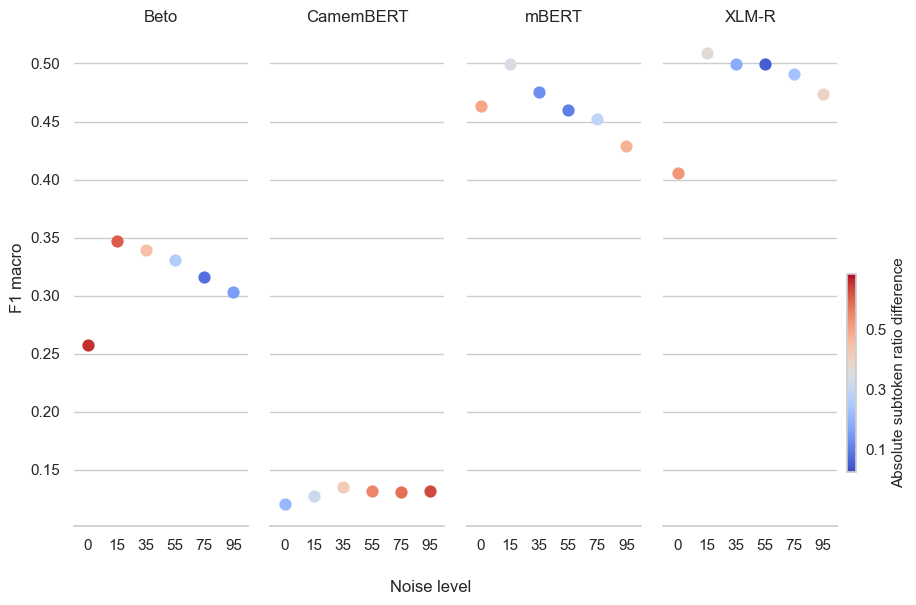 Beto CamemBERT mBERT XLM-R
0.50
0.45
0.40
0.35
0.30
0.25
0.20
0.15
F1 macro
0.5
0.3
0.1
Absolute subtoken ratio difference
0 15 35 55 75 95 0 15 35 55 75 95 0 15 35 55 75 95 0 15 35 55 75 95
Noise level